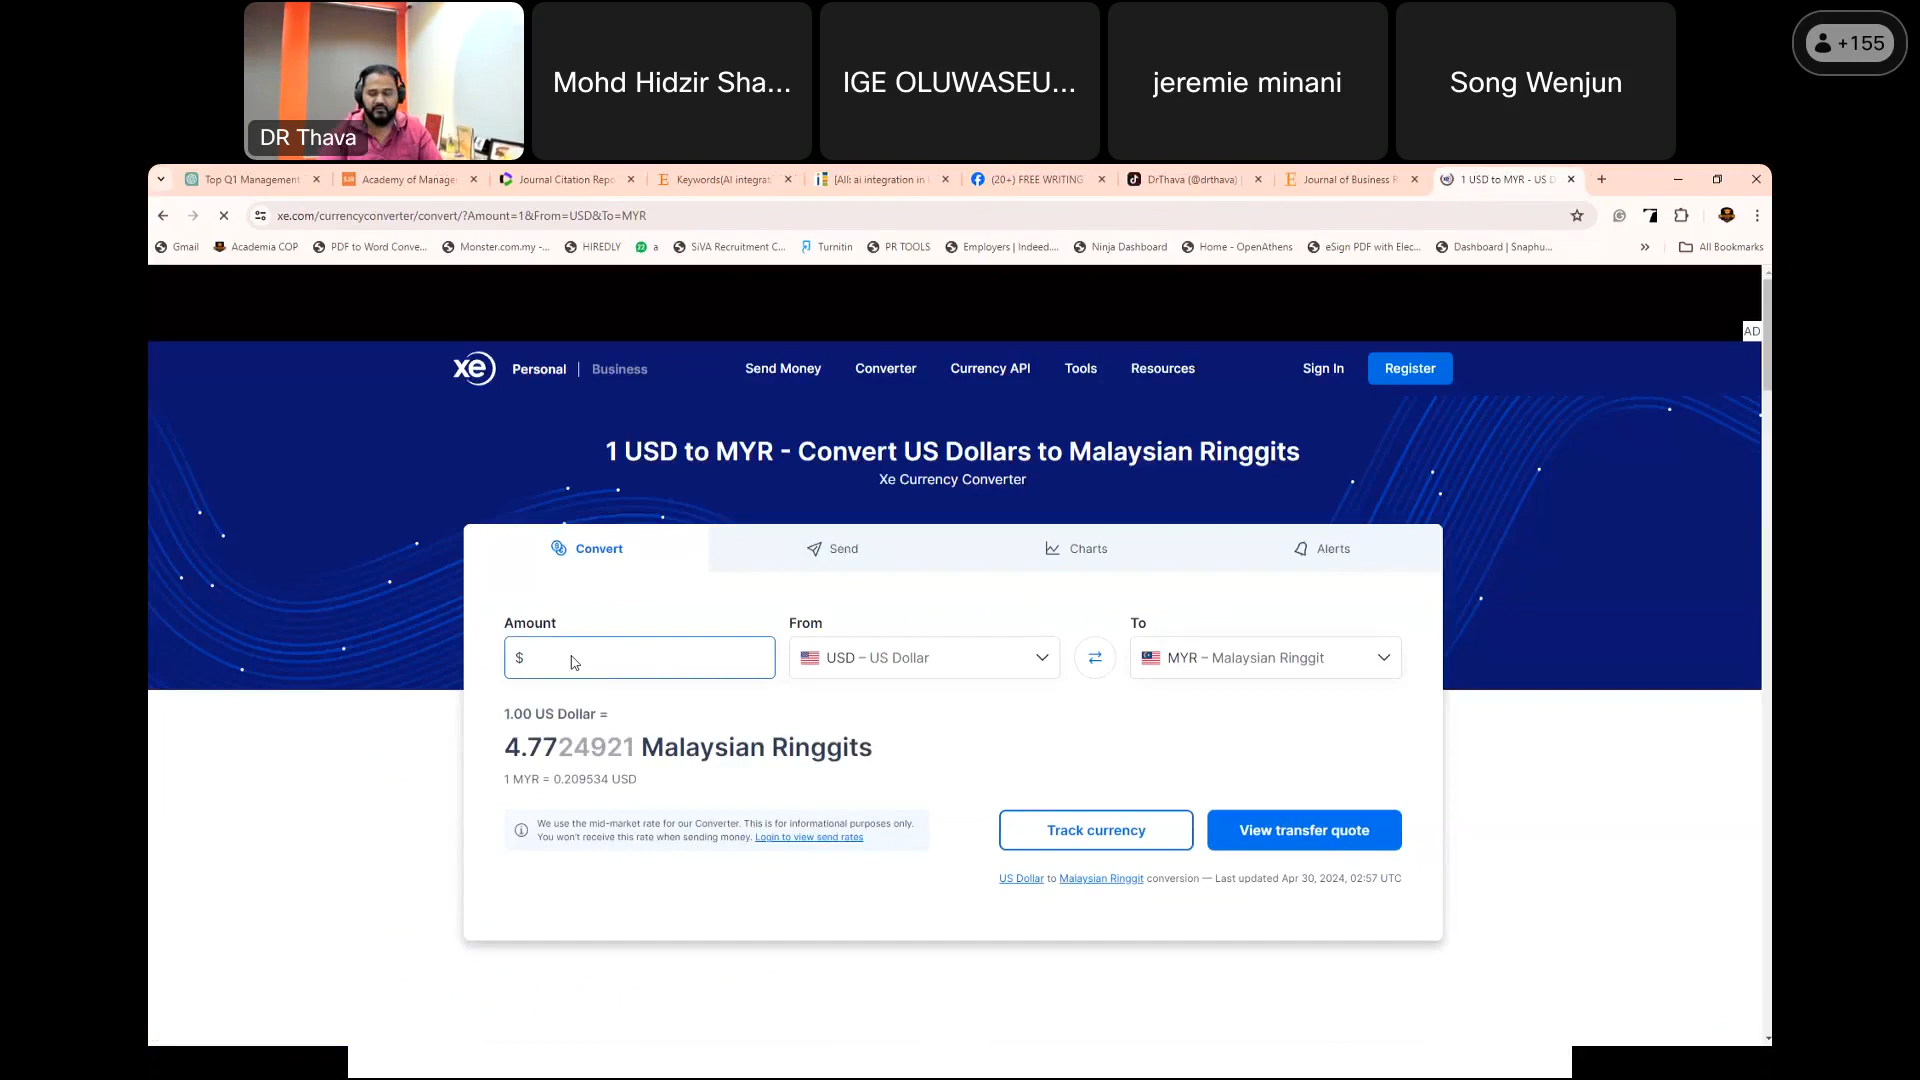 DR Thava
Mohd Hidzir Sha...
IGE OLUWASEU...
jeremie minani
Song Wenjun
+155
Top Q1 Management
Academy of Manage
Journal Citation Repo
Keywords(AI integrat
[All: ai integration in
(20+) FREE WRITING
DrThava (@drthava) |
Journal of Business R
1 USD to MYR - US D
xe.com/currencyconverter/convert/?Amount=1&From=USD&To=MYR
Gmail
Academia COP
PDF to Word Conve...
Monster.com.my -...
HIREDLY
a
SiVA Recruitment C...
Turnitin
PR TOOLS
Employers | Indeed....
Ninja Dashboard
Home - OpenAthens
eSign PDF with Elec...
Dashboard | Snaphu...
All Bookmarks
AD
xe
Personal | Business
Send Money
Converter
Currency API
Tools
Resources
Sign In
Register
1 USD to MYR - Convert US Dollars to Malaysian Ringgits
Xe Currency Converter
Convert
Send
Charts
Alerts
Amount
From
To
$
USD – US Dollar
MYR – Malaysian Ringgit
1.00 US Dollar =
4.7724921 Malaysian Ringgits
1 MYR = 0.209534 USD
We use the mid-market rate for our Converter. This is for informational purposes only.
You won't receive this rate when sending money. Login to view send rates
Track currency
View transfer quote
US Dollar to Malaysian Ringgit conversion — Last updated Apr 30, 2024, 02:57 UTC